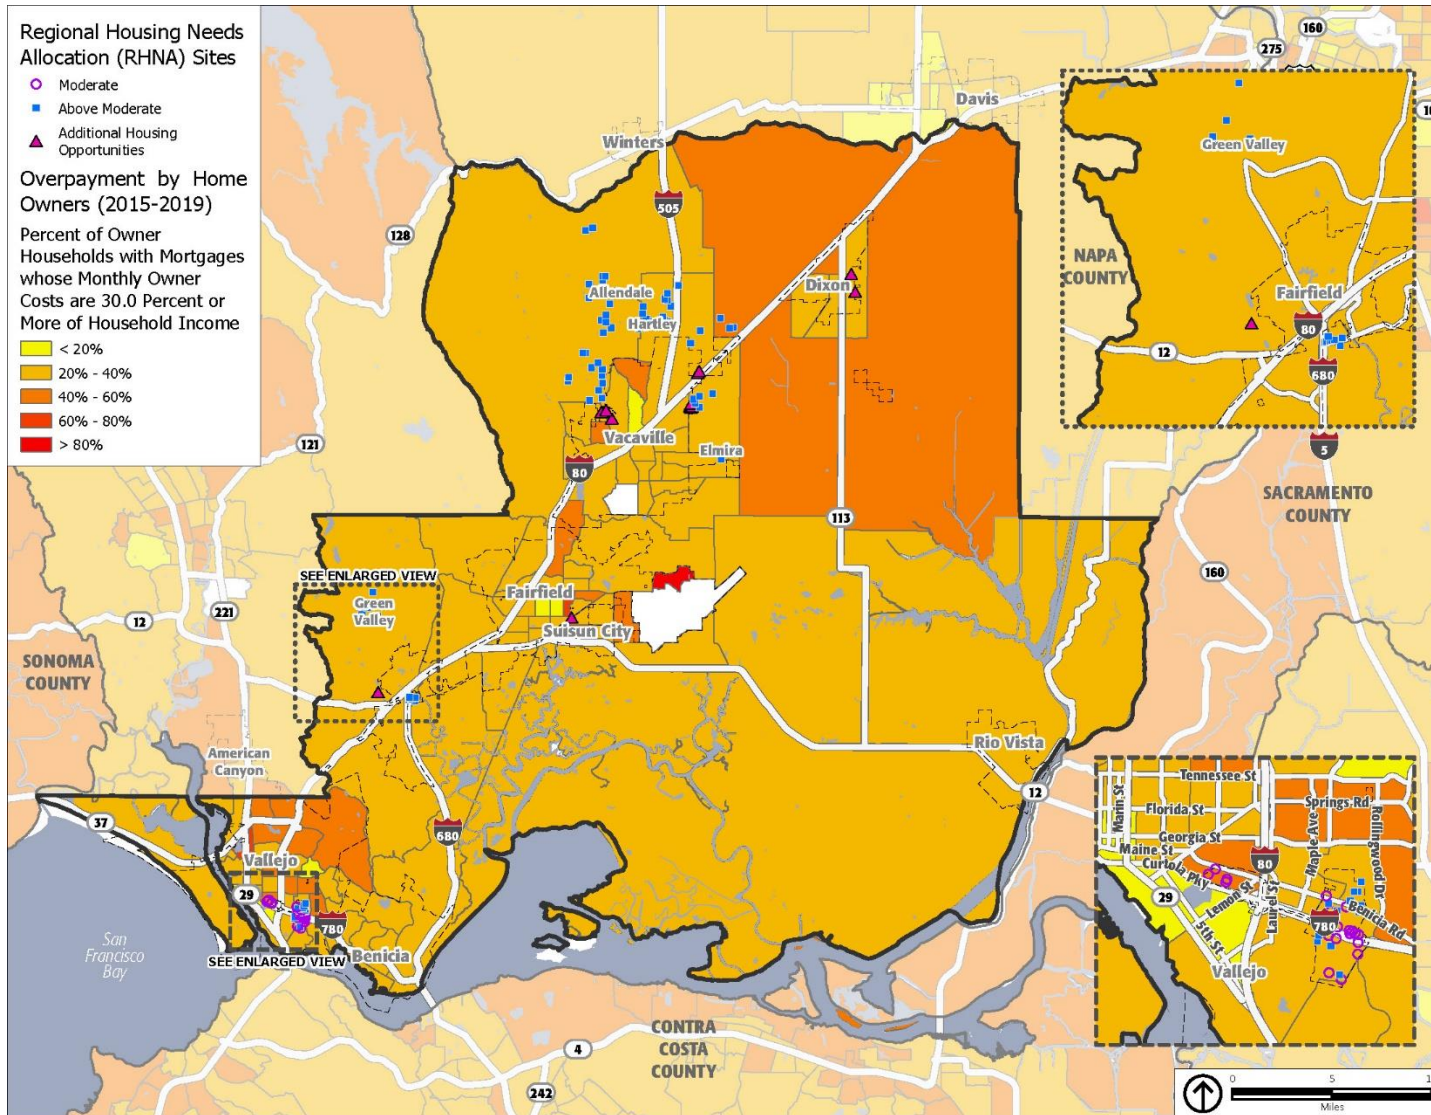 Regional Housing Needs
Allocation (RHNA) Sites
Moderate
Above Moderate
Additional Housing
Opportunities
Overpayment by Home
Owners (2015-2019)
Percent of Owner
Households with Mortgages
whose Monthly Owner
Costs are 30.0 Percent or
More of Household Income
< 20%
20% - 40%
40% - 60%
60% - 80%
> 80%
160
275
Davis
Winters
505
128
Allendale
Hartley
Dixon
Green Valley
NAPA
COUNTY
Fairfield
80
12
680
121
Vacaville
Elmira
80
5
SACRAMENTO
COUNTY
113
SEE ENLARGED VIEW
160
221
Green
Valley
Fairfield
12
Suisun City
SONOMA
COUNTY
American
Canyon
Rio Vista
12
37
680
Vallejo
29
780
San
Francisco
Bay
SEE ENLARGED VIEW
Benicia
Tennessee St
Marin St
Florida St
Springs Rd
Georgia St
Maple Ave
Rollingwood Dr
Maine St
Curtola Pky
80
29
Lemon St
Laurel St
Benicia Rd
780
5th St
Vallejo
CONTRA
COSTA
COUNTY
4
242
0
5
Miles